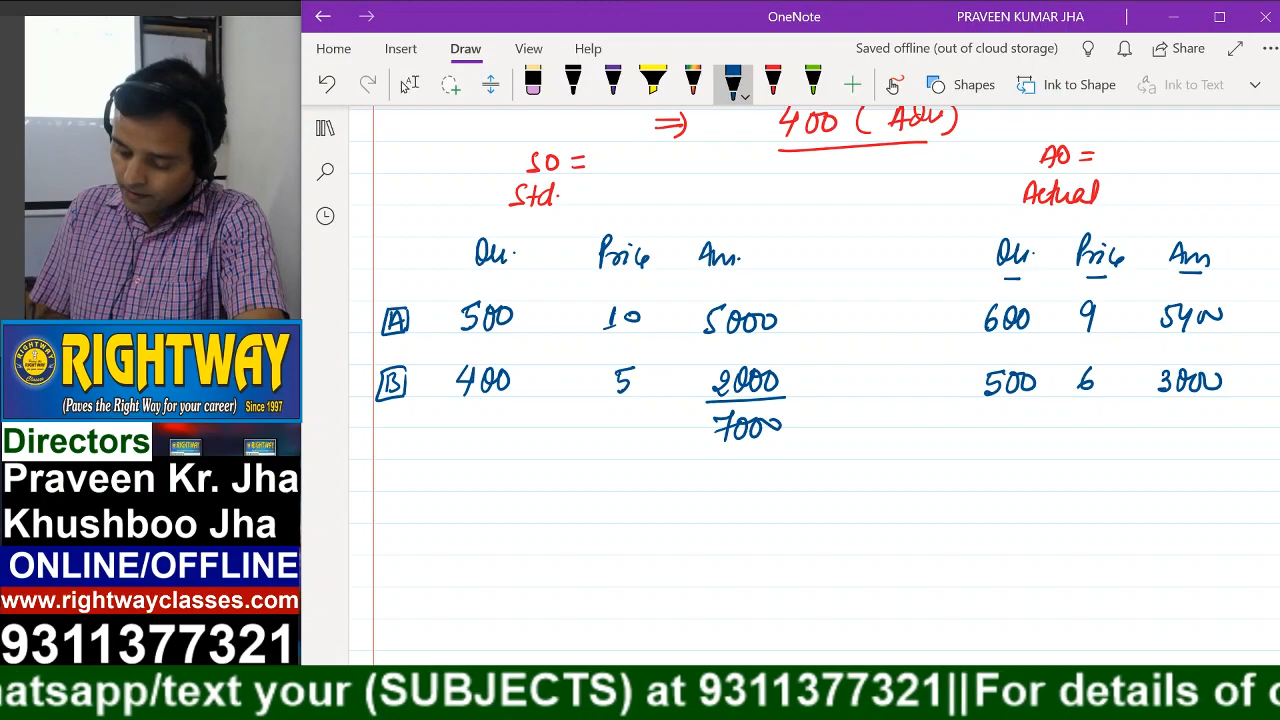 OneNote
PRAVEEN KUMAR JHA
Home Insert Draw View Help
Saved offline (out of cloud storage)
Share
Shapes
Ink to Shape
Ink to Text
⇒ 400 ( Adv )
SO =
Std.
AO =
Actual
Qu. Price Am.
Qu. Price Am
A 500 10 5000
600 9 5400
B 400 5 2000
500 6 3000
7000
RIGHTWAY
(Paves the Right Way for your career) Since 1997
Directors
Praveen Kr. Jha
Khushboo Jha
ONLINE/OFFLINE
www.rightwayclasses.com
9311377321
hatsapp/text your (SUBJECTS) at 9311377321||For details of c